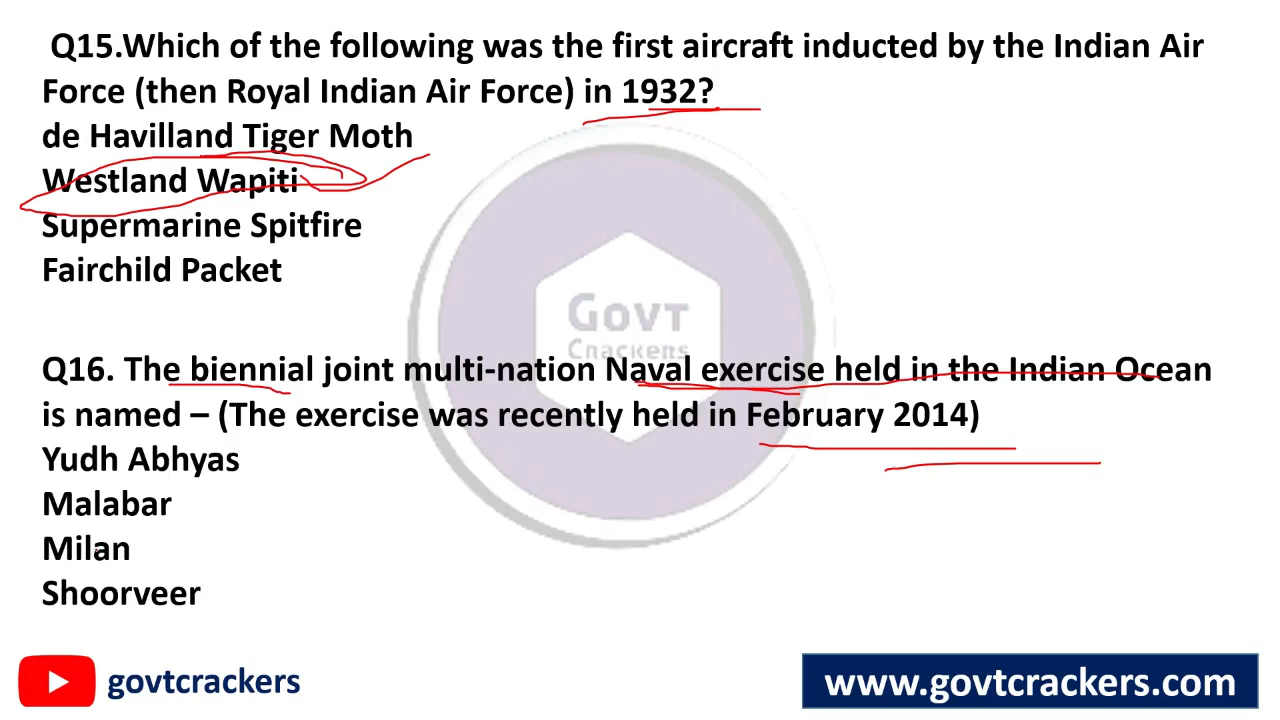 Q15.Which of the following was the first aircraft inducted by the Indian Air
Force (then Royal Indian Air Force) in 1932?
de Havilland Tiger Moth
Westland Wapiti
Supermarine Spitfire
Fairchild Packet
GOVT
CRACKERS
Q16. The biennial joint multi-nation Naval exercise held in the Indian Ocean
is named – (The exercise was recently held in February 2014)
Yudh Abhyas
Malabar
Milan
Shoorveer
govtcrackers
www.govtcrackers.com